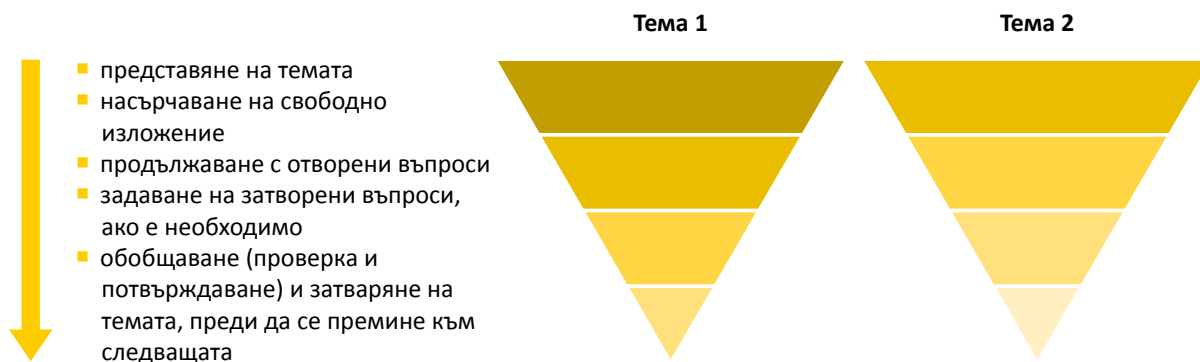 Тема 1
Тема 2
представяне на темата
насърчаване на свободно
изложение
продължаване с отворени въпроси
задаване на затворени въпроси,
ако е необходимо
обобщаване (проверка и
потвърждаване) и затваряне на
темата, преди да се премине към
следващата